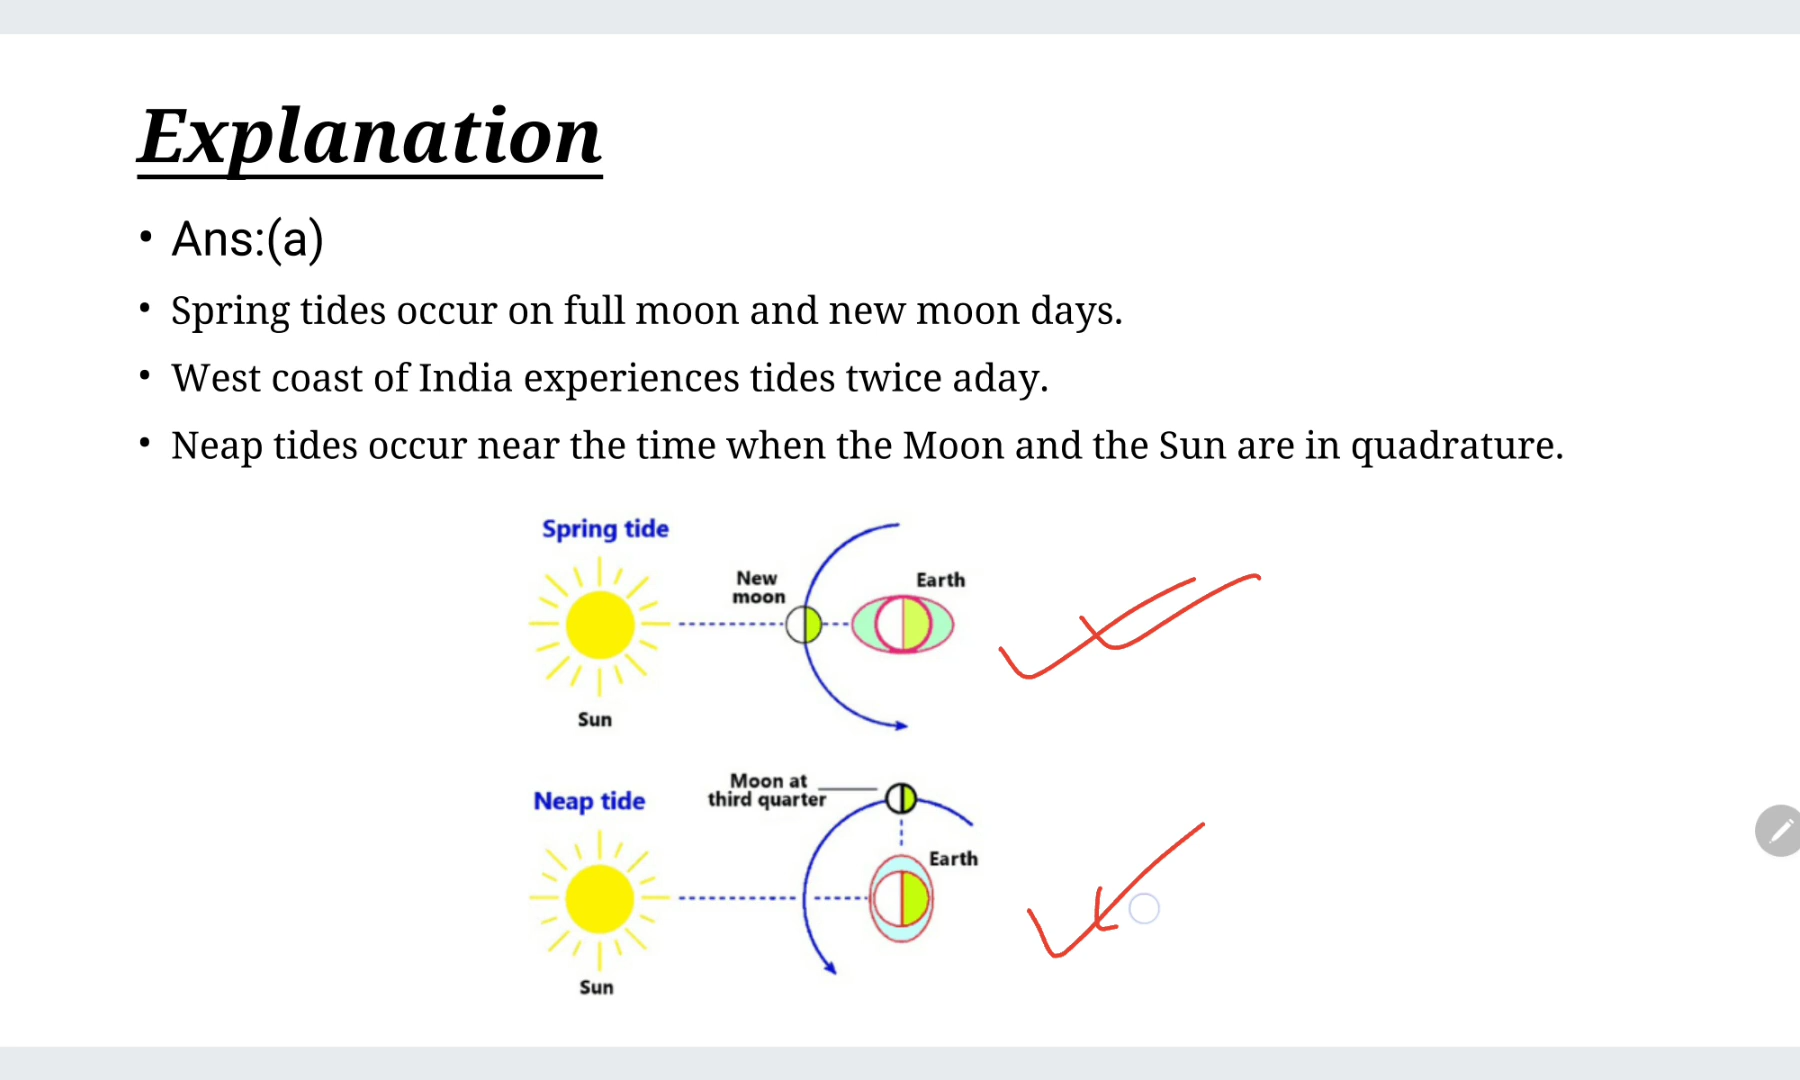 Explanation
• Ans:(a)
• Spring tides occur on full moon and new moon days.
• West coast of India experiences tides twice aday.
• Neap tides occur near the time when the Moon and the Sun are in quadrature.
Spring tide
New
moon
Earth
Sun
Moon at
third quarter
Neap tide
Earth
Sun